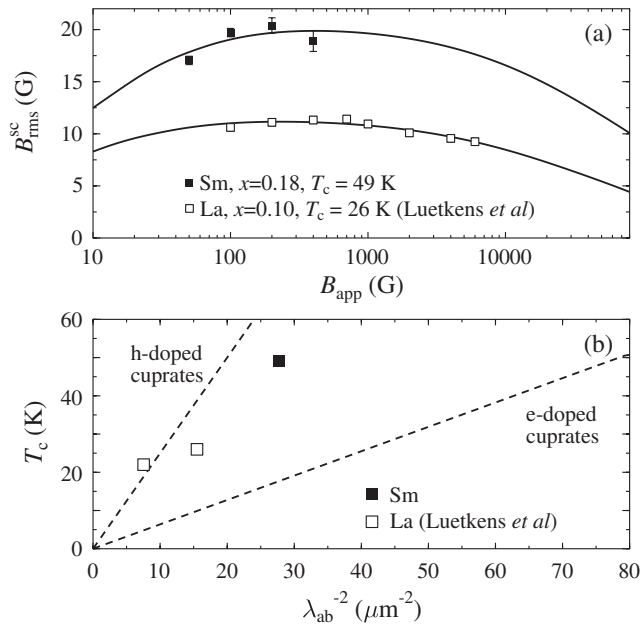 20
(a)
15
B_rms^sc (G)
10
5
■ Sm, x=0.18, T_c = 49 K
□ La, x=0.10, T_c = 26 K (Luetkens et al)
0
10 100 1000 10000
B_app (G)
60
(b)
h-doped
cuprates
40
T_c (K)
e-doped
cuprates
20
■ Sm
□ La (Luetkens et al)
0
0 10 20 30 40 50 60 70 80
λ_ab^-2 (μm^-2)